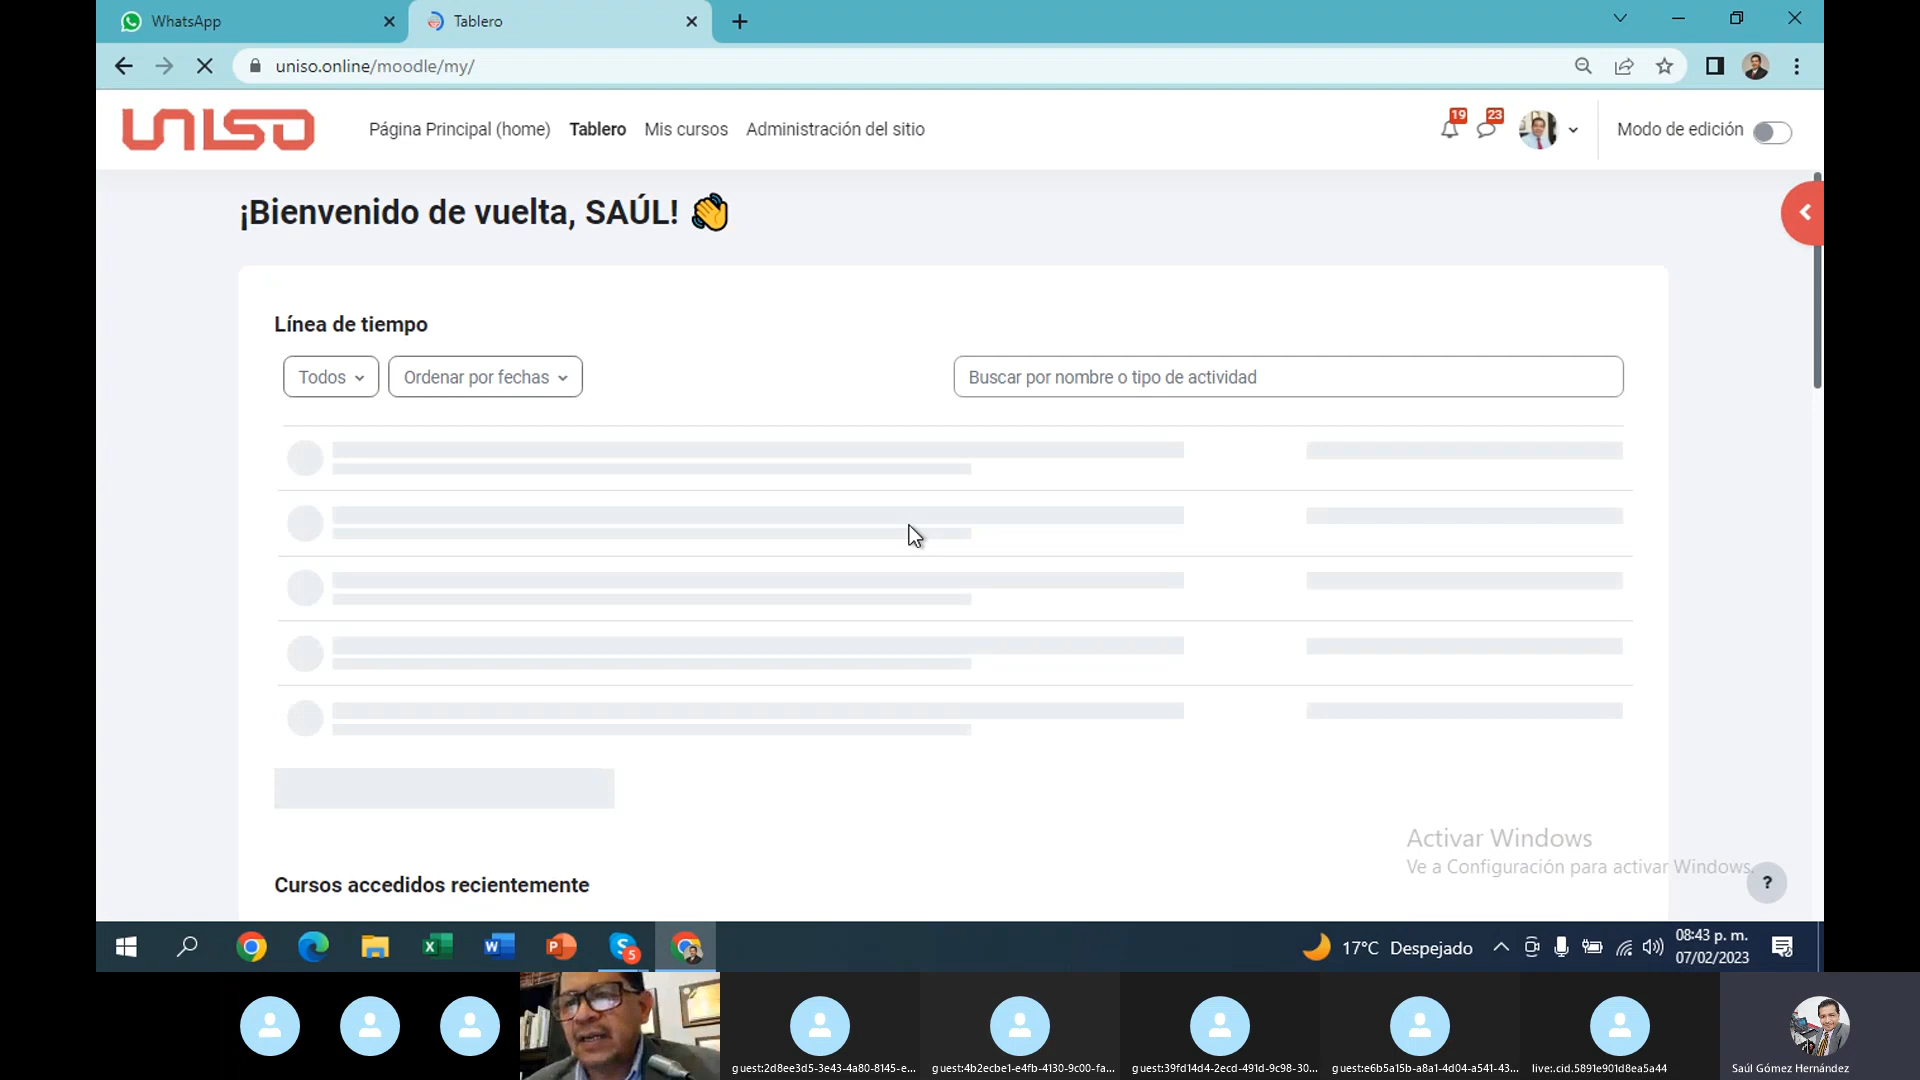 WhatsApp
Tablero
uniso.online/moodle/my/
UNISO
Página Principal (home)
Tablero
Mis cursos
Administración del sitio
19
23
Modo de edición
¡Bienvenido de vuelta, SAÚL! 👋
Línea de tiempo
Todos
Ordenar por fechas
Buscar por nombre o tipo de actividad
Activar Windows
Ve a Configuración para activar Windows.
?
Cursos accedidos recientemente
5
17°C Despejado
08:43 p. m.
07/02/2023
guest:2d8ee3d5-3e43-4a80-8145-e...
guest:4b2ecbe1-e4fb-4130-9c00-fa...
guest:39fd14d4-2ecd-491d-9c98-30...
guest:e6b5a15b-a8a1-4d04-a541-43...
live:.cid.5891e901d8ea5a44
Saúl Gómez Hernández